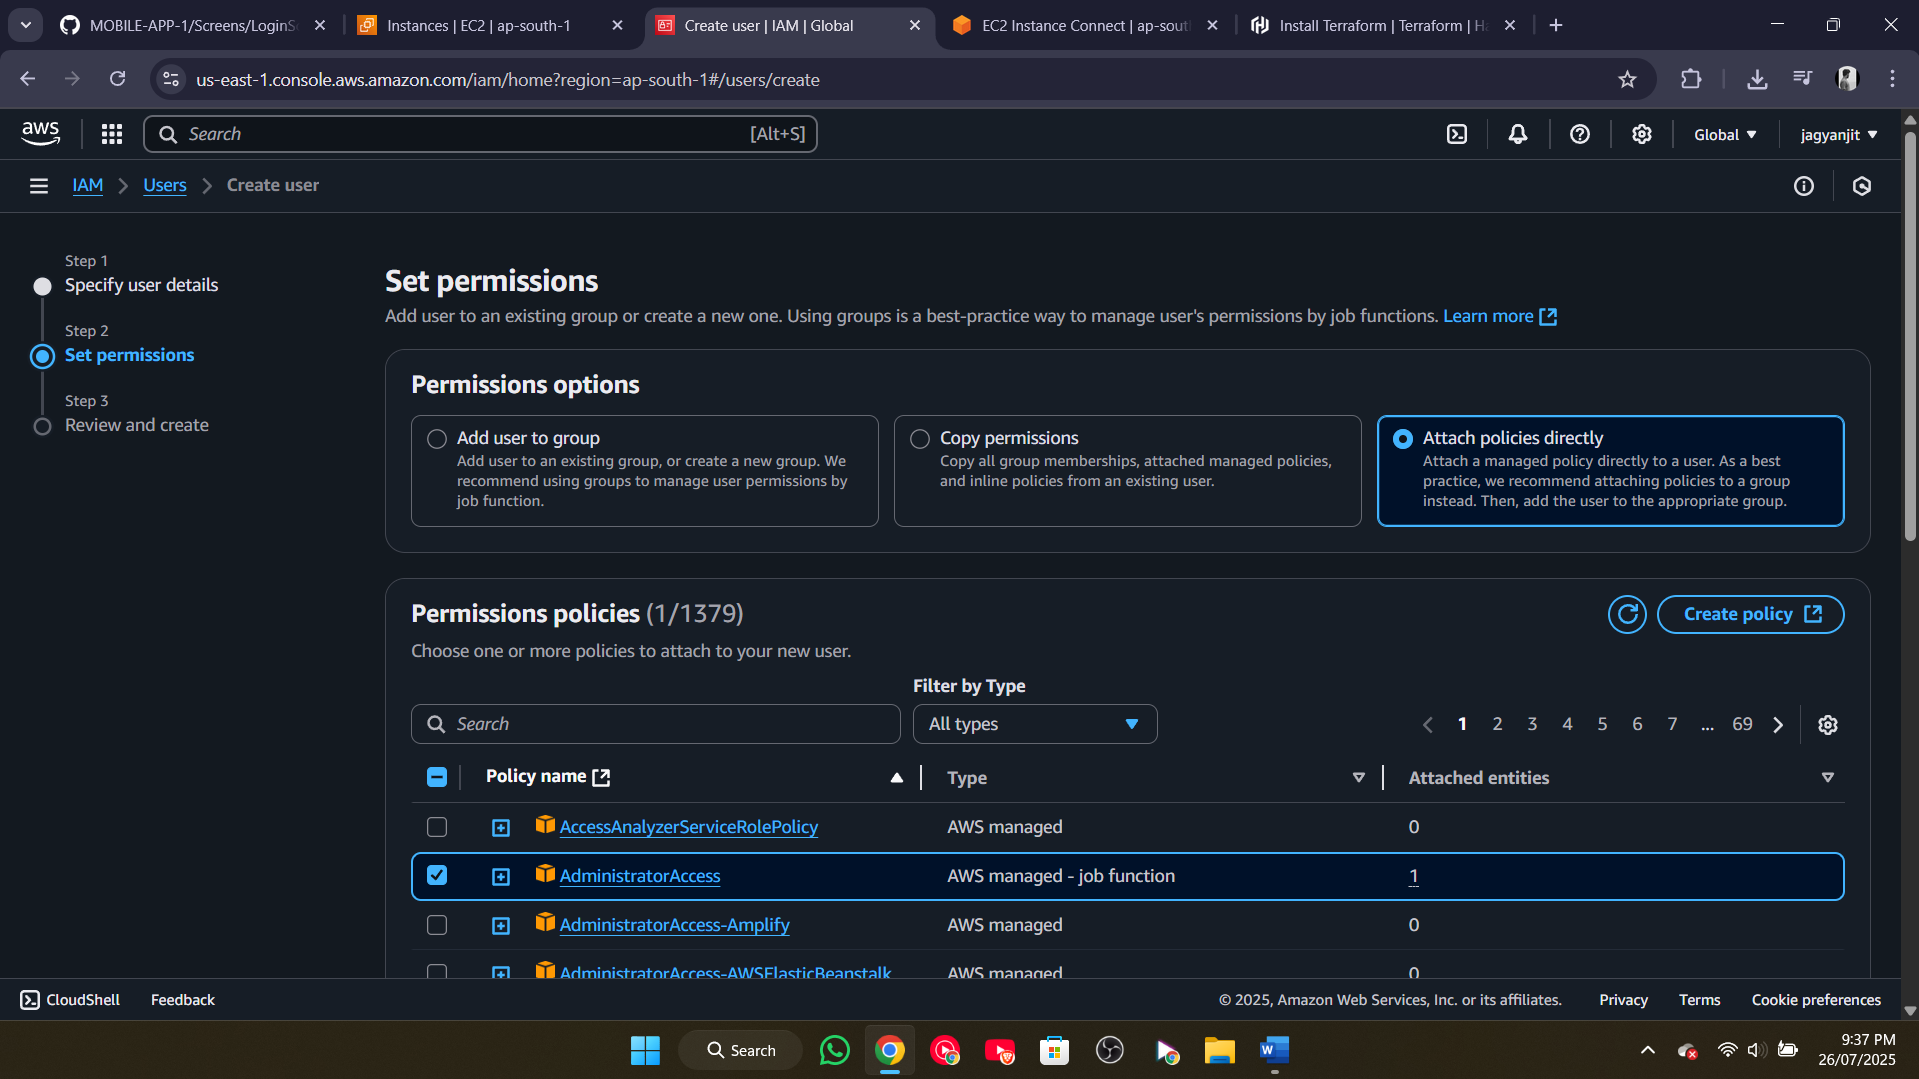 MOBILE-APP-1/Screens/LoginSc
Instances | EC2 | ap-south-1
Create user | IAM | Global
EC2 Instance Connect | ap-sout
Install Terraform | Terraform | Ha
us-east-1.console.aws.amazon.com/iam/home?region=ap-south-1#/users/create
aws
Search
[Alt+S]
Global
jagyanjit
IAM
Users
Create user
Step 1
Specify user details
Step 2
Set permissions
Step 3
Review and create
Set permissions
Add user to an existing group or create a new one. Using groups is a best-practice way to manage user's permissions by job functions. Learn more
Permissions options
Add user to group
Add user to an existing group, or create a new group. We
recommend using groups to manage user permissions by
job function.
Copy permissions
Copy all group memberships, attached managed policies,
and inline policies from an existing user.
Attach policies directly
Attach a managed policy directly to a user. As a best
practice, we recommend attaching policies to a group
instead. Then, add the user to the appropriate group.
Permissions policies (1/1379)
Create policy
Choose one or more policies to attach to your new user.
Filter by Type
Search
All types
1 2 3 4 5 6 7 ... 69
Policy name
Type
Attached entities
AccessAnalyzerServiceRolePolicy
AWS managed
0
AdministratorAccess
AWS managed - job function
1
AdministratorAccess-Amplify
AWS managed
0
AdministratorAccess-AWSElasticBeanstalk
AWS managed
0
CloudShell
Feedback
© 2025, Amazon Web Services, Inc. or its affiliates.
Privacy
Terms
Cookie preferences
Search
9:37 PM
26/07/2025